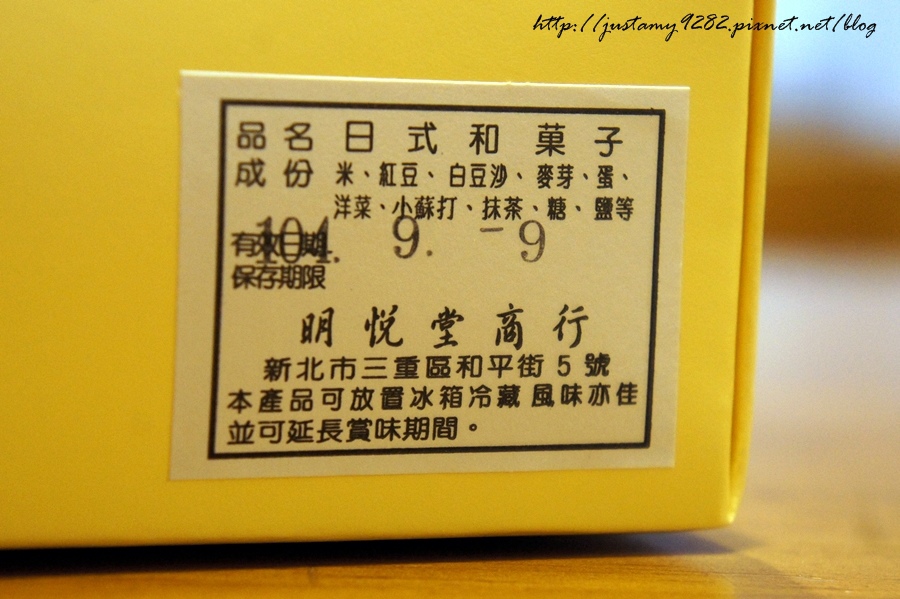 http://justamy9282.pixnet.net/blog
品名 日式和菓子
成份 米、紅豆、白豆沙、麥芽、蛋、
洋菜、小蘇打、抹茶、糖、鹽等
有效日期 104. 9. -9
保存期限
明悅堂商行
新北市三重區和平街5號
本產品可放置冰箱冷藏風味亦佳
並可延長賞味期間。